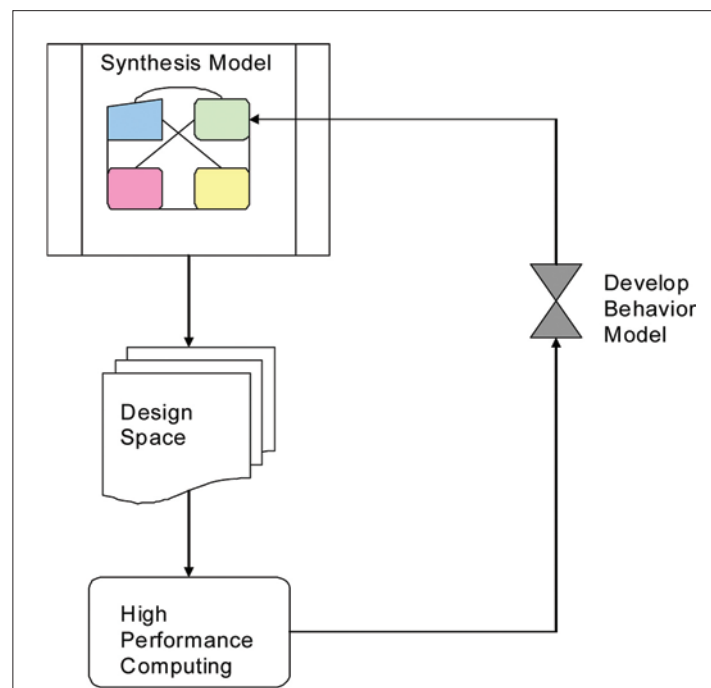 Synthesis Model
Design
Space
High
Performance
Computing
Develop
Behavior
Model